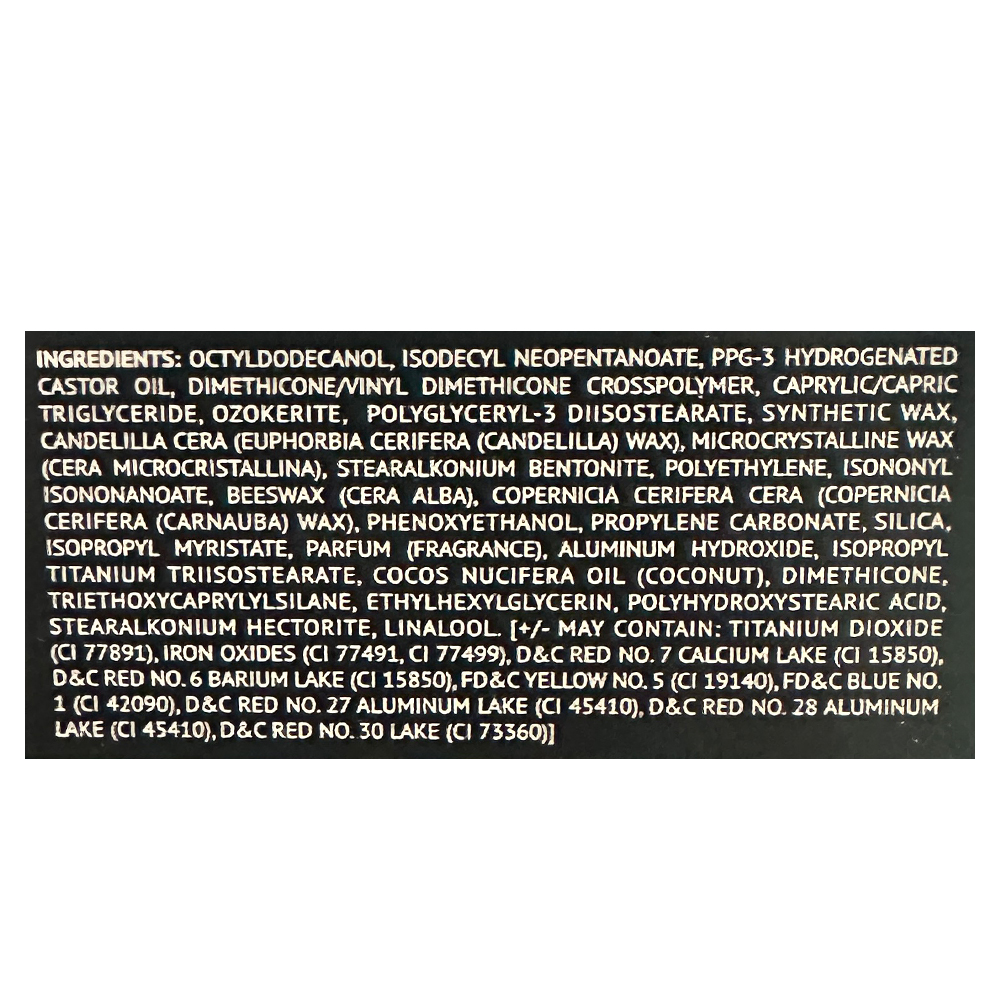 INGREDIENTS: OCTYLDODECANOL, ISODECYL NEOPENTANOATE, PPG-3 HYDROGENATED
CASTOR OIL, DIMETHICONE/VINYL DIMETHICONE CROSSPOLYMER, CAPRYLIC/CAPRIC
TRIGLYCERIDE, OZOKERITE, POLYGLYCERYL-3 DIISOSTEARATE, SYNTHETIC WAX,
CANDELILLA CERA (EUPHORBIA CERIFERA (CANDELILLA) WAX), MICROCRYSTALLINE WAX
(CERA MICROCRISTALLINA), STEARALKONIUM BENTONITE, POLYETHYLENE, ISONONYL
ISONONANOATE, BEESWAX (CERA ALBA), COPERNICIA CERIFERA CERA (COPERNICIA
CERIFERA (CARNAUBA) WAX), PHENOXYETHANOL, PROPYLENE CARBONATE, SILICA,
ISOPROPYL MYRISTATE, PARFUM (FRAGRANCE), ALUMINUM HYDROXIDE, ISOPROPYL
TITANIUM TRIISOSTEARATE, COCOS NUCIFERA OIL (COCONUT), DIMETHICONE,
TRIETHOXYCAPRYLYLSILANE, ETHYLHEXYLGLYCERIN, POLYHYDROXYSTEARIC ACID,
STEARALKONIUM HECTORITE, LINALOOL. [+/- MAY CONTAIN: TITANIUM DIOXIDE
(CI 77891), IRON OXIDES (CI 77491, CI 77499), D&C RED NO. 7 CALCIUM LAKE (CI 15850),
D&C RED NO. 6 BARIUM LAKE (CI 15850), FD&C YELLOW NO. 5 (CI 19140), FD&C BLUE NO.
1 (CI 42090), D&C RED NO. 27 ALUMINUM LAKE (CI 45410), D&C RED NO. 28 ALUMINUM
LAKE (CI 45410), D&C RED NO. 30 LAKE (CI 73360)]